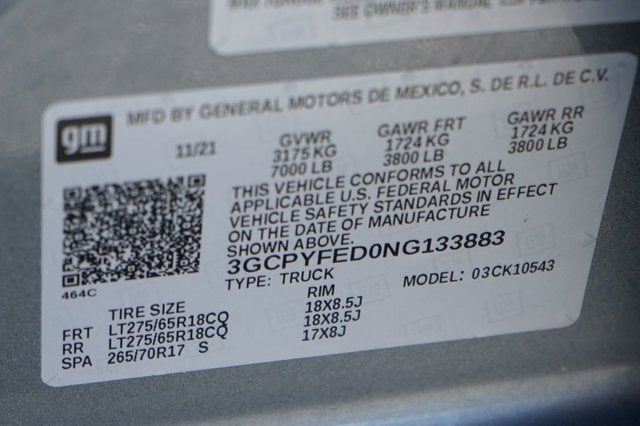 SEE OWNER'S MANUAL
MFD BY GENERAL MOTORS DE MEXICO, S. DE R.L. DE C.V.
gm
11/21
GVWR GAWR FRT GAWR RR
3175 KG 1724 KG 1724 KG
7000 LB 3800 LB 3800 LB
THIS VEHICLE CONFORMS TO ALL
APPLICABLE U.S. FEDERAL MOTOR
VEHICLE SAFETY STANDARDS IN EFFECT
ON THE DATE OF MANUFACTURE
SHOWN ABOVE.
3GCPYFED0NG133883
464C
TYPE: TRUCK MODEL: 03CK10543
TIRE SIZE RIM
FRT LT275/65R18CQ 18X8.5J
RR LT275/65R18CQ 18X8.5J
SPA 265/70R17 S 17X8J